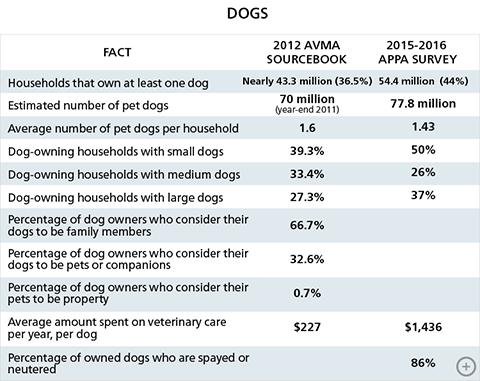 DOGS
FACT
2012 AVMA SOURCEBOOK
2015-2016 APPA SURVEY
Households that own at least one dog Nearly 43.3 million (36.5%) 54.4 million (44%)
Estimated number of pet dogs 70 million (year-end 2011) 77.8 million
Average number of pet dogs per household 1.6 1.43
Dog-owning households with small dogs 39.3% 50%
Dog-owning households with medium dogs 33.4% 26%
Dog-owning households with large dogs 27.3% 37%
Percentage of dog owners who consider their
dogs to be family members 66.7%
Percentage of dog owners who consider their
dogs to be pets or companions 32.6%
Percentage of dog owners who consider their
pets to be property 0.7%
Average amount spent on veterinary care
per year, per dog $227 $1,436
Percentage of owned dogs who are spayed or
neutered 86%